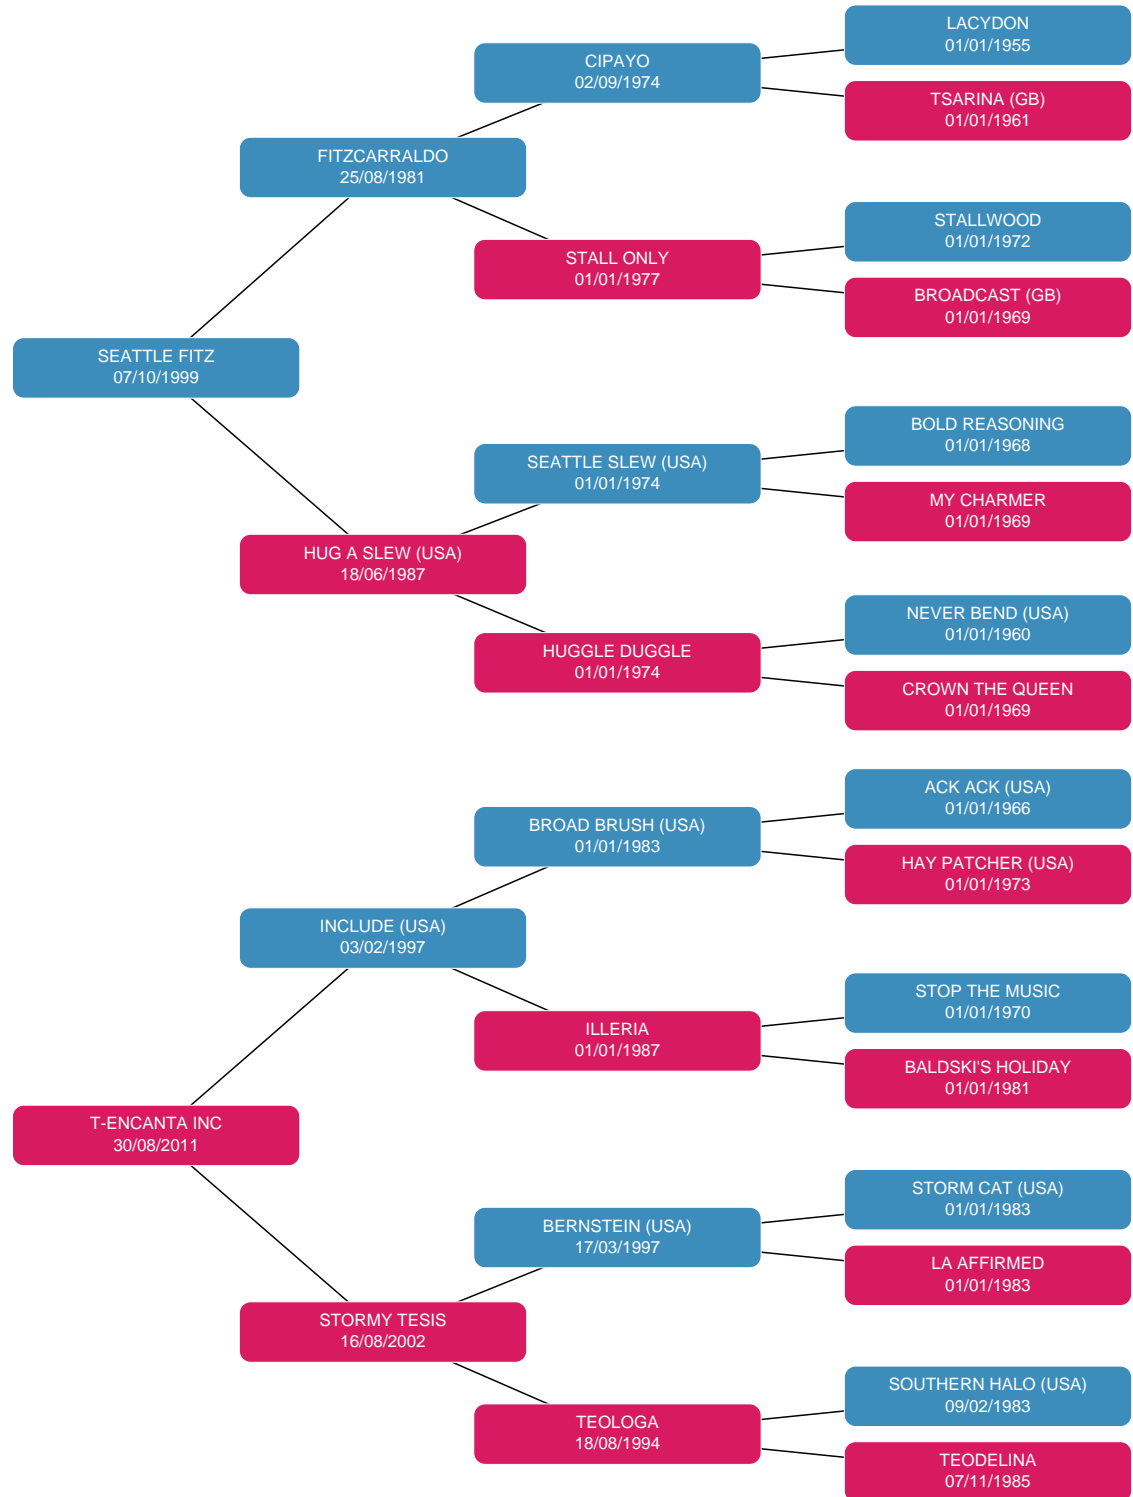 LACYDON
01/01/1955
CIPAYO
02/09/1974
TSARINA (GB)
01/01/1961
FITZCARRALDO
25/08/1981
STALLWOOD
01/01/1972
STALL ONLY
01/01/1977
BROADCAST (GB)
01/01/1969
SEATTLE FITZ
07/10/1999
BOLD REASONING
01/01/1968
SEATTLE SLEW (USA)
01/01/1974
MY CHARMER
01/01/1969
HUG A SLEW (USA)
18/06/1987
NEVER BEND (USA)
01/01/1960
HUGGLE DUGGLE
01/01/1974
CROWN THE QUEEN
01/01/1969
ACK ACK (USA)
01/01/1966
BROAD BRUSH (USA)
01/01/1983
HAY PATCHER (USA)
01/01/1973
INCLUDE (USA)
03/02/1997
STOP THE MUSIC
01/01/1970
ILLERIA
01/01/1987
BALDSKI'S HOLIDAY
01/01/1981
T-ENCANTA INC
30/08/2011
STORM CAT (USA)
01/01/1983
BERNSTEIN (USA)
17/03/1997
LA AFFIRMED
01/01/1983
STORMY TESIS
16/08/2002
SOUTHERN HALO (USA)
09/02/1983
TEOLOGA
18/08/1994
TEODELINA
07/11/1985